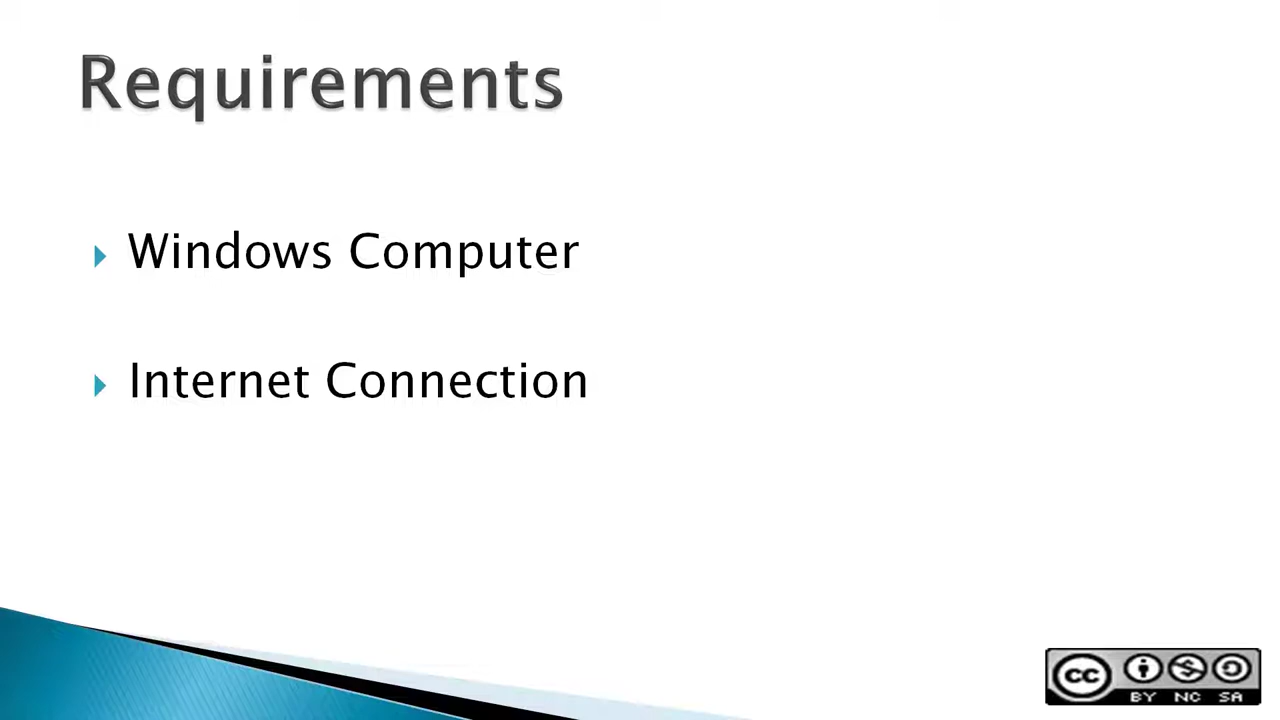 Requirements
Windows Computer
Internet Connection
CC
BY NC SA